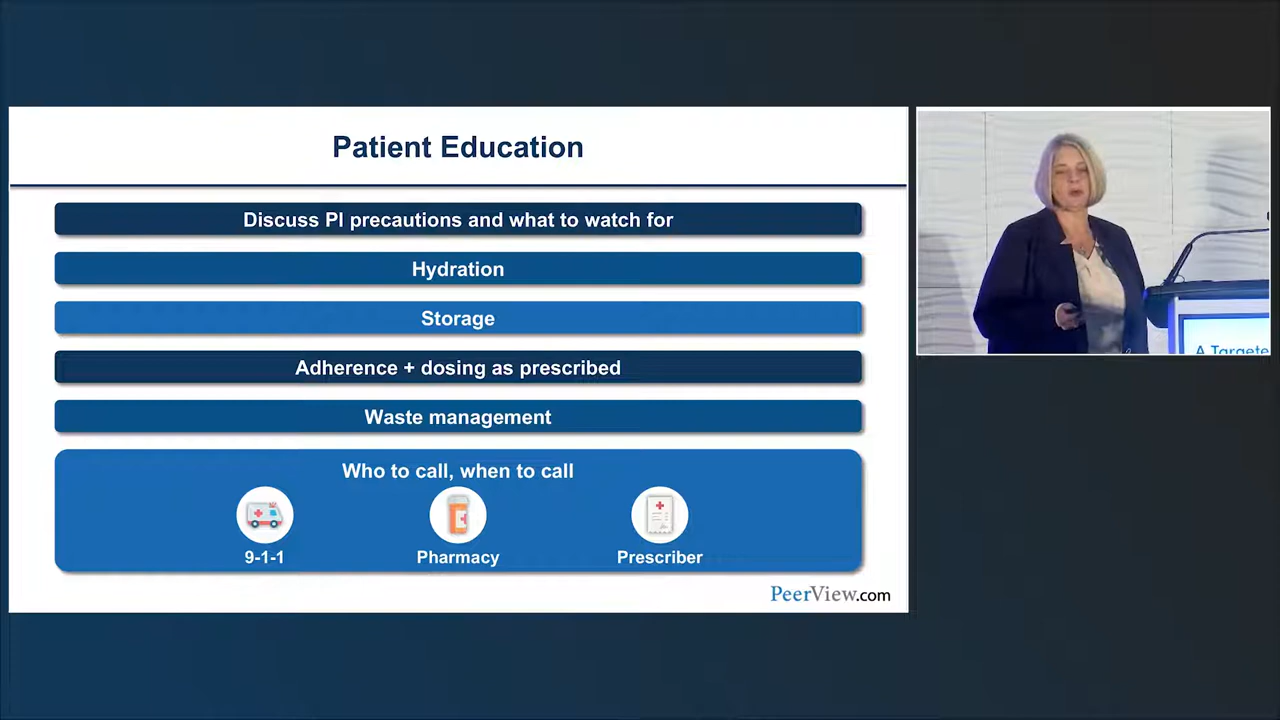 Patient Education
Discuss PI precautions and what to watch for
Hydration
Storage
Adherence + dosing as prescribed
Waste management
Who to call, when to call
9-1-1
Pharmacy
Prescriber
PeerView.com
A Targete